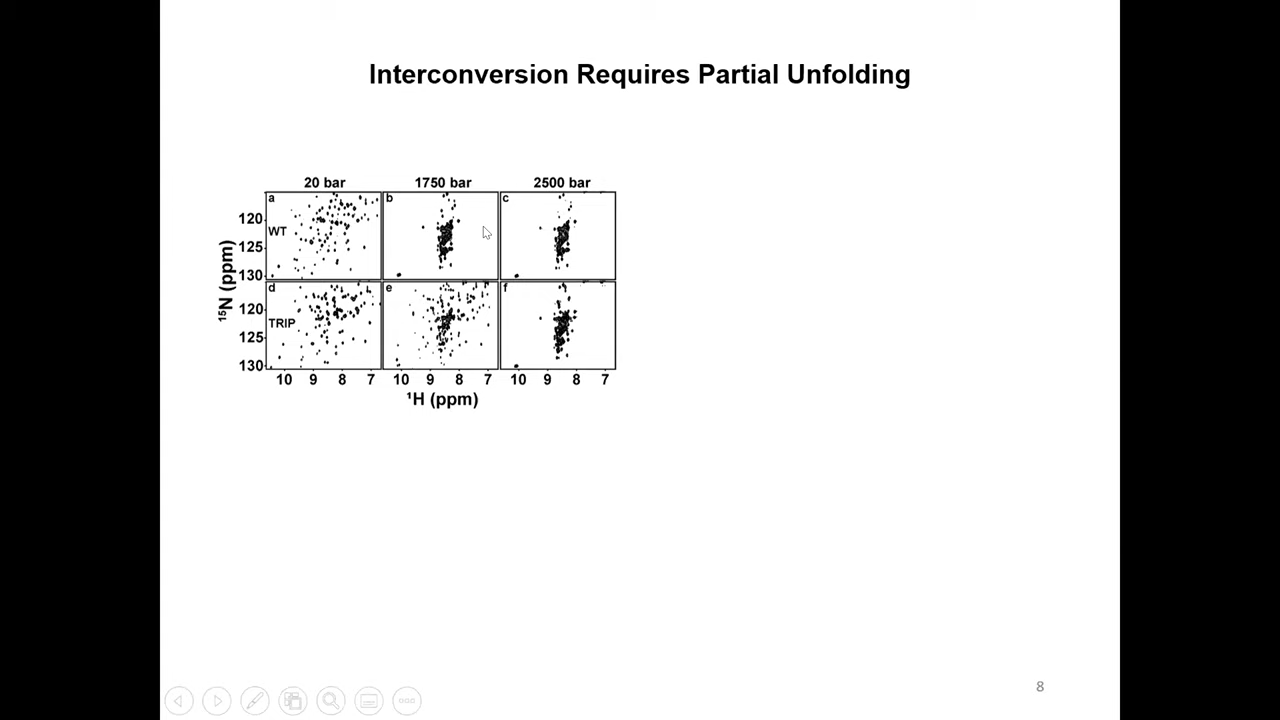 Interconversion Requires Partial Unfolding
20 bar 1750 bar 2500 bar
a b c
WT
120
125
130
d e f
TRIP
120
125
130
¹⁵N (ppm)
10 9 8 7 10 9 8 7 10 9 8 7
¹H (ppm)
8